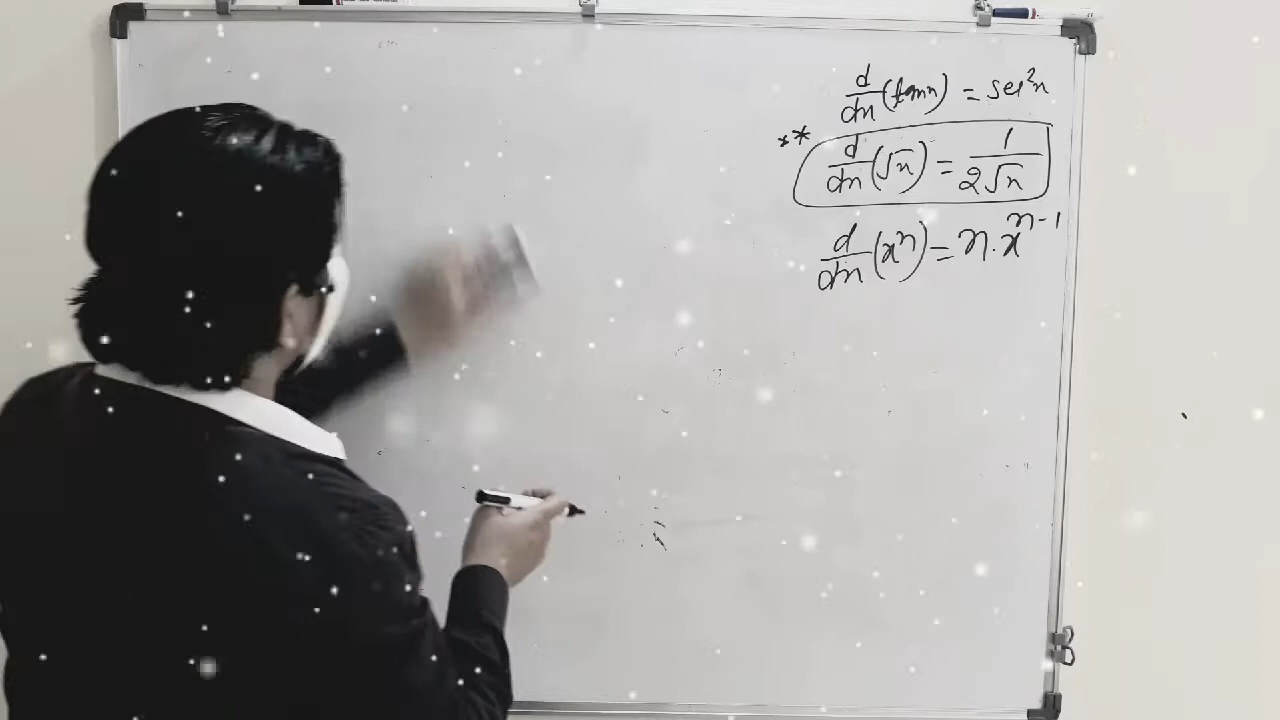 d/dx (tan x) = sec²x
** d/dx (√x) = 1/2√x
d/dx (xⁿ) = n · xⁿ⁻¹